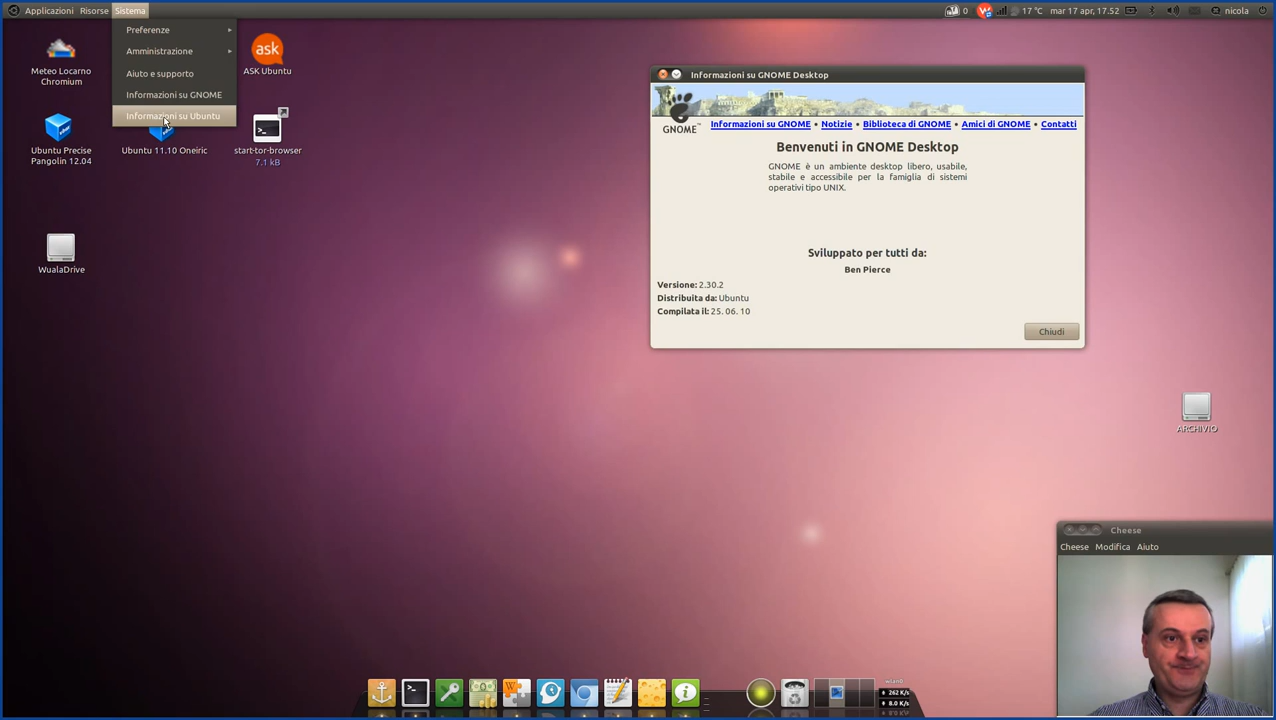 Applicazioni Risorse Sistema
0 17 °C mar 17 apr, 17.52 nicola
Preferenze
Amministrazione
Aiuto e supporto
Informazioni su GNOME
Informazioni su Ubuntu
Meteo Locarno
Chromium
ASK Ubuntu
ask
Ubuntu Precise
Pangolin 12.04
Ubuntu 11.10 Oneiric
start-tor-browser
7.1 kB
WualaDrive
Informazioni su GNOME Desktop
GNOME™
Informazioni su GNOME • Notizie • Biblioteca di GNOME • Amici di GNOME • Contatti
Benvenuti in GNOME Desktop
GNOME è un ambiente desktop libero, usabile,
stabile e accessibile per la famiglia di sistemi
operativi tipo UNIX.
Sviluppato per tutti da:
Ben Pierce
Versione: 2.30.2
Distribuita da: Ubuntu
Compilata il: 25. 06. 10
Chiudi
ARCHIVIO
Cheese
Cheese Modifica Aiuto
wlan0
262 K/s
8.0 K/s